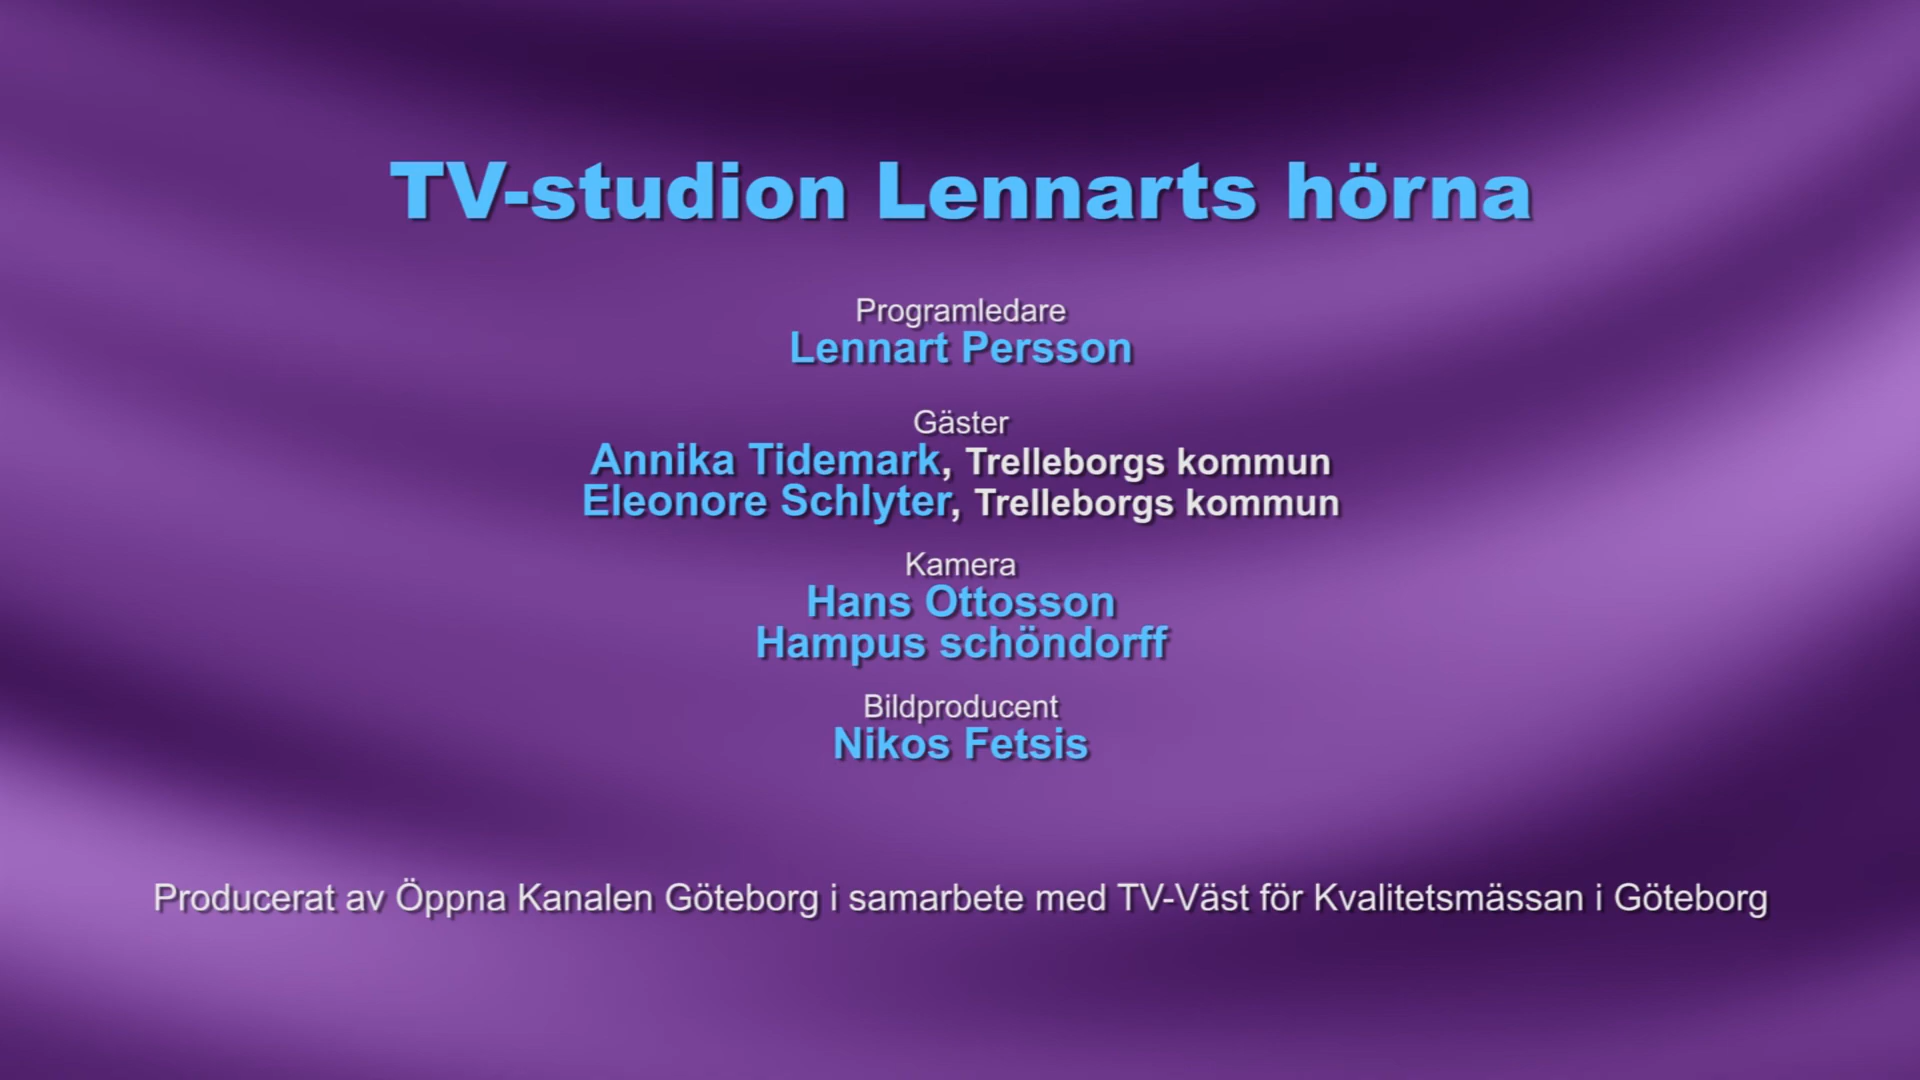 TV-studion Lennarts hörna
Programledare
Lennart Persson
Gäster
Annika Tidemark, Trelleborgs kommun
Eleonore Schlyter, Trelleborgs kommun
Kamera
Hans Ottosson
Hampus schöndorff
Bildproducent
Nikos Fetsis
Producerat av Öppna Kanalen Göteborg i samarbete med TV-Väst för Kvalitetsmässan i Göteborg